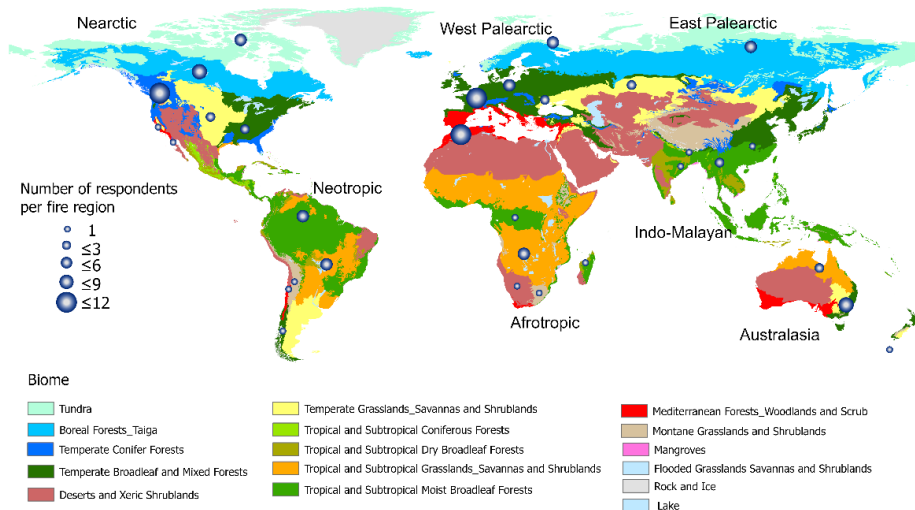 Nearctic
West Palearctic
East Palearctic
Number of respondents
per fire region
1
≤3
≤6
≤9
≤12
Neotropic
Indo-Malayan
Afrotropic
Australasia
Biome
Tundra
Boreal Forests_Taiga
Temperate Conifer Forests
Temperate Broadleaf and Mixed Forests
Deserts and Xeric Shrublands
Temperate Grasslands_Savannas and Shrublands
Tropical and Subtropical Coniferous Forests
Tropical and Subtropical Dry Broadleaf Forests
Tropical and Subtropical Grasslands_Savannas and Shrublands
Tropical and Subtropical Moist Broadleaf Forests
Mediterranean Forests_Woodlands and Scrub
Montane Grasslands and Shrublands
Mangroves
Flooded Grasslands Savannas and Shrublands
Rock and Ice
Lake